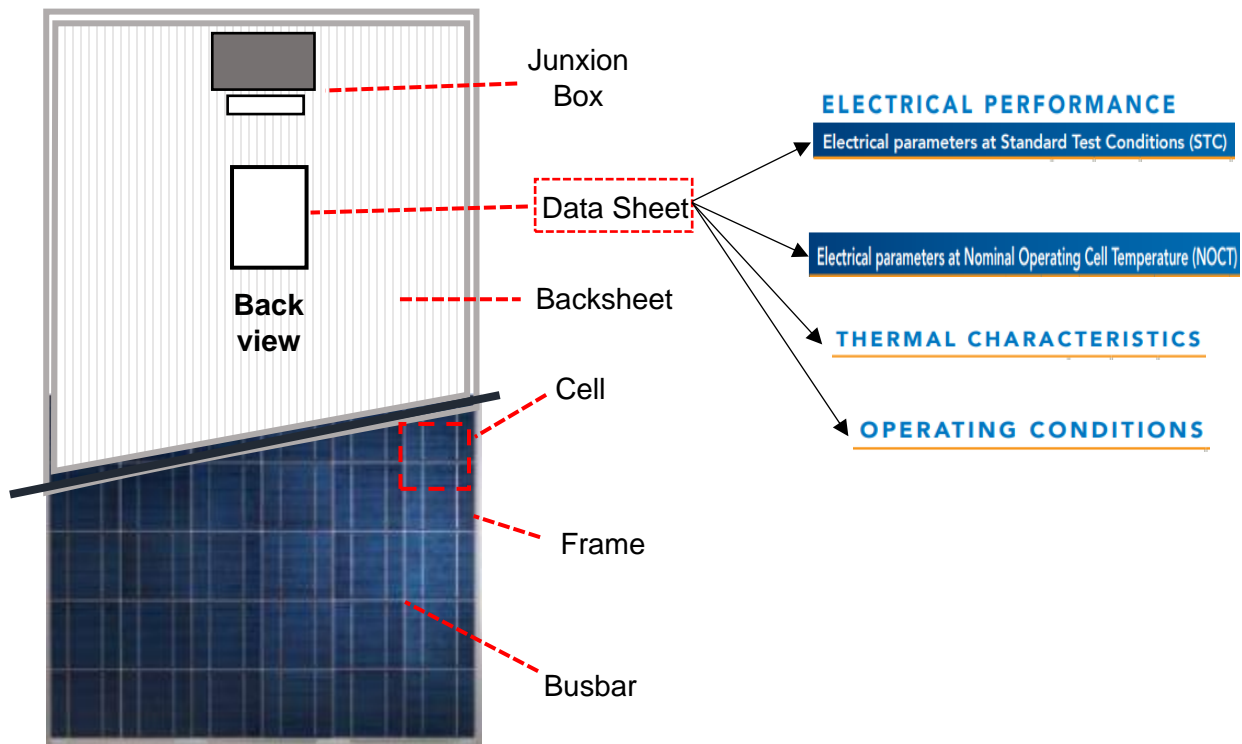 Junxion
Box
Data Sheet
Backsheet
Back
view
Cell
Frame
Busbar
ELECTRICAL PERFORMANCE
Electrical parameters at Standard Test Conditions (STC)
Electrical parameters at Nominal Operating Cell Temperature (NOCT)
THERMAL CHARACTERISTICS
OPERATING CONDITIONS